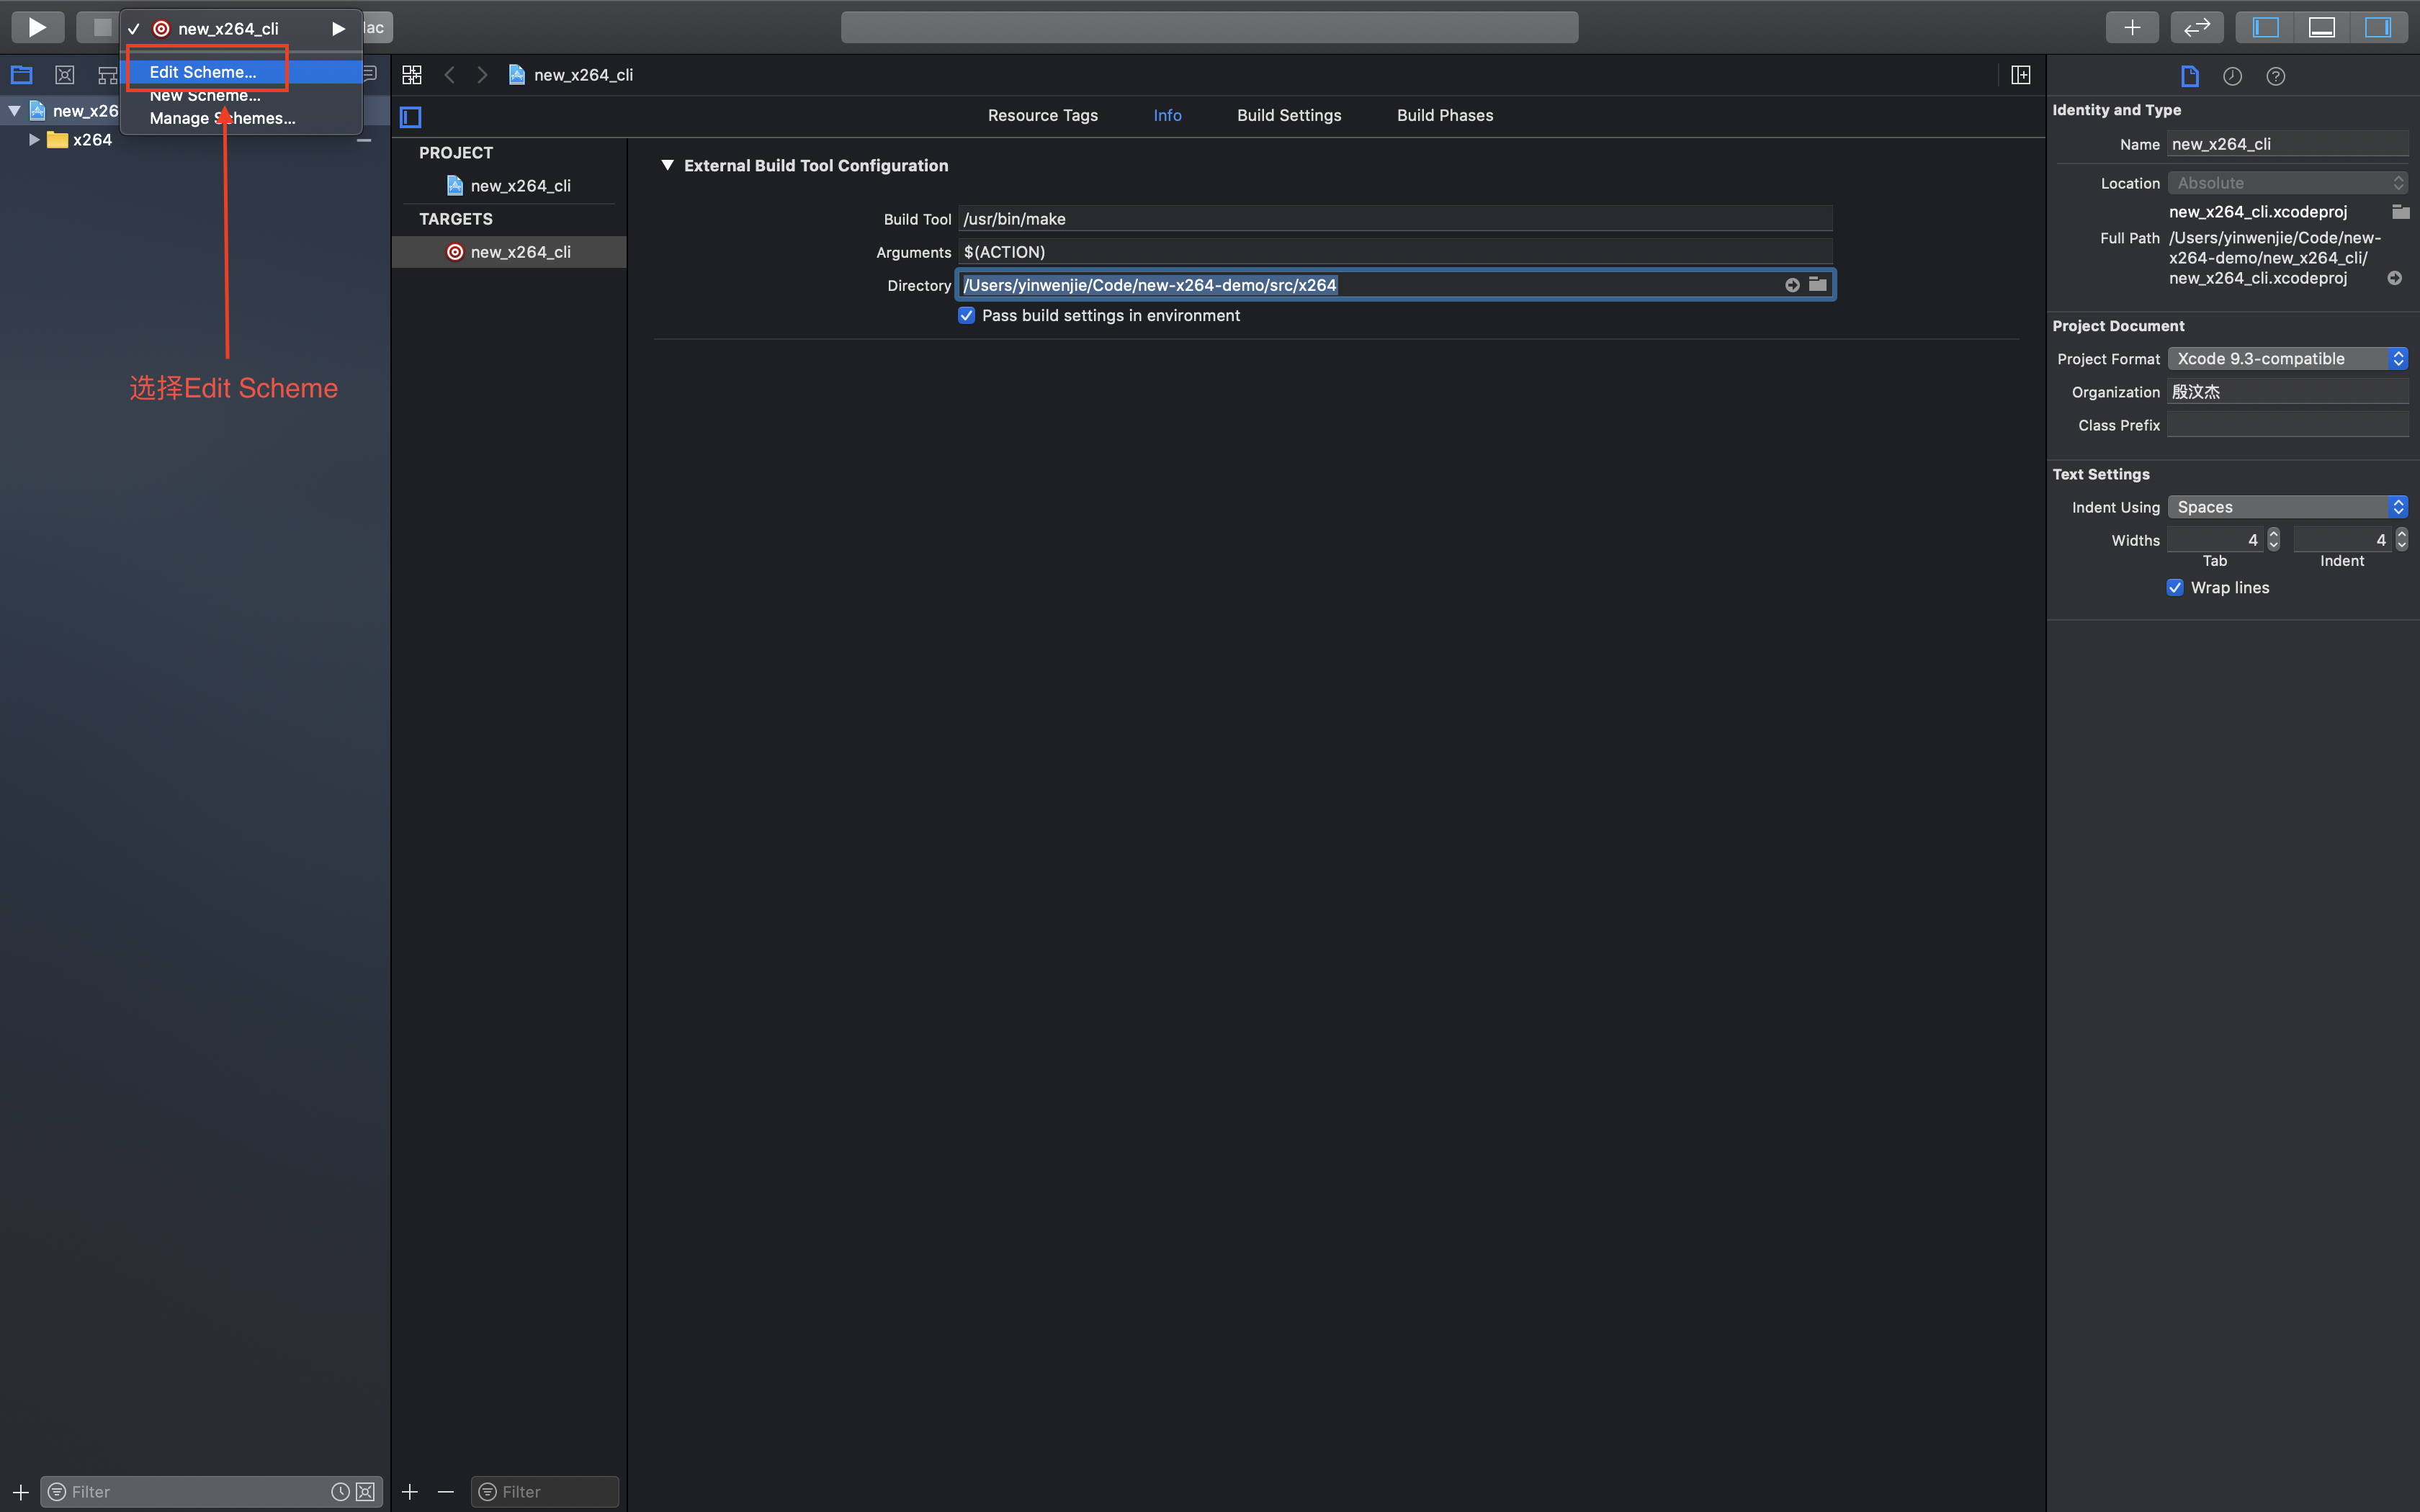 new_x264_cli
Edit Scheme...
New Scheme...
Manage Schemes...
new_x26
x264
选择Edit Scheme
Filter
new_x264_cli
Resource Tags
Info
Build Settings
Build Phases
PROJECT
new_x264_cli
TARGETS
new_x264_cli
Filter
External Build Tool Configuration
Build Tool /usr/bin/make
Arguments $(ACTION)
Directory /Users/yinwenjie/Code/new-x264-demo/src/x264
Pass build settings in environment
Identity and Type
Name new_x264_cli
Location Absolute
new_x264_cli.xcodeproj
Full Path /Users/yinwenjie/Code/new-
x264-demo/new_x264_cli/
new_x264_cli.xcodeproj
Project Document
Project Format Xcode 9.3-compatible
Organization 殷汶杰
Class Prefix
Text Settings
Indent Using Spaces
Widths 4 4
Tab Indent
Wrap lines